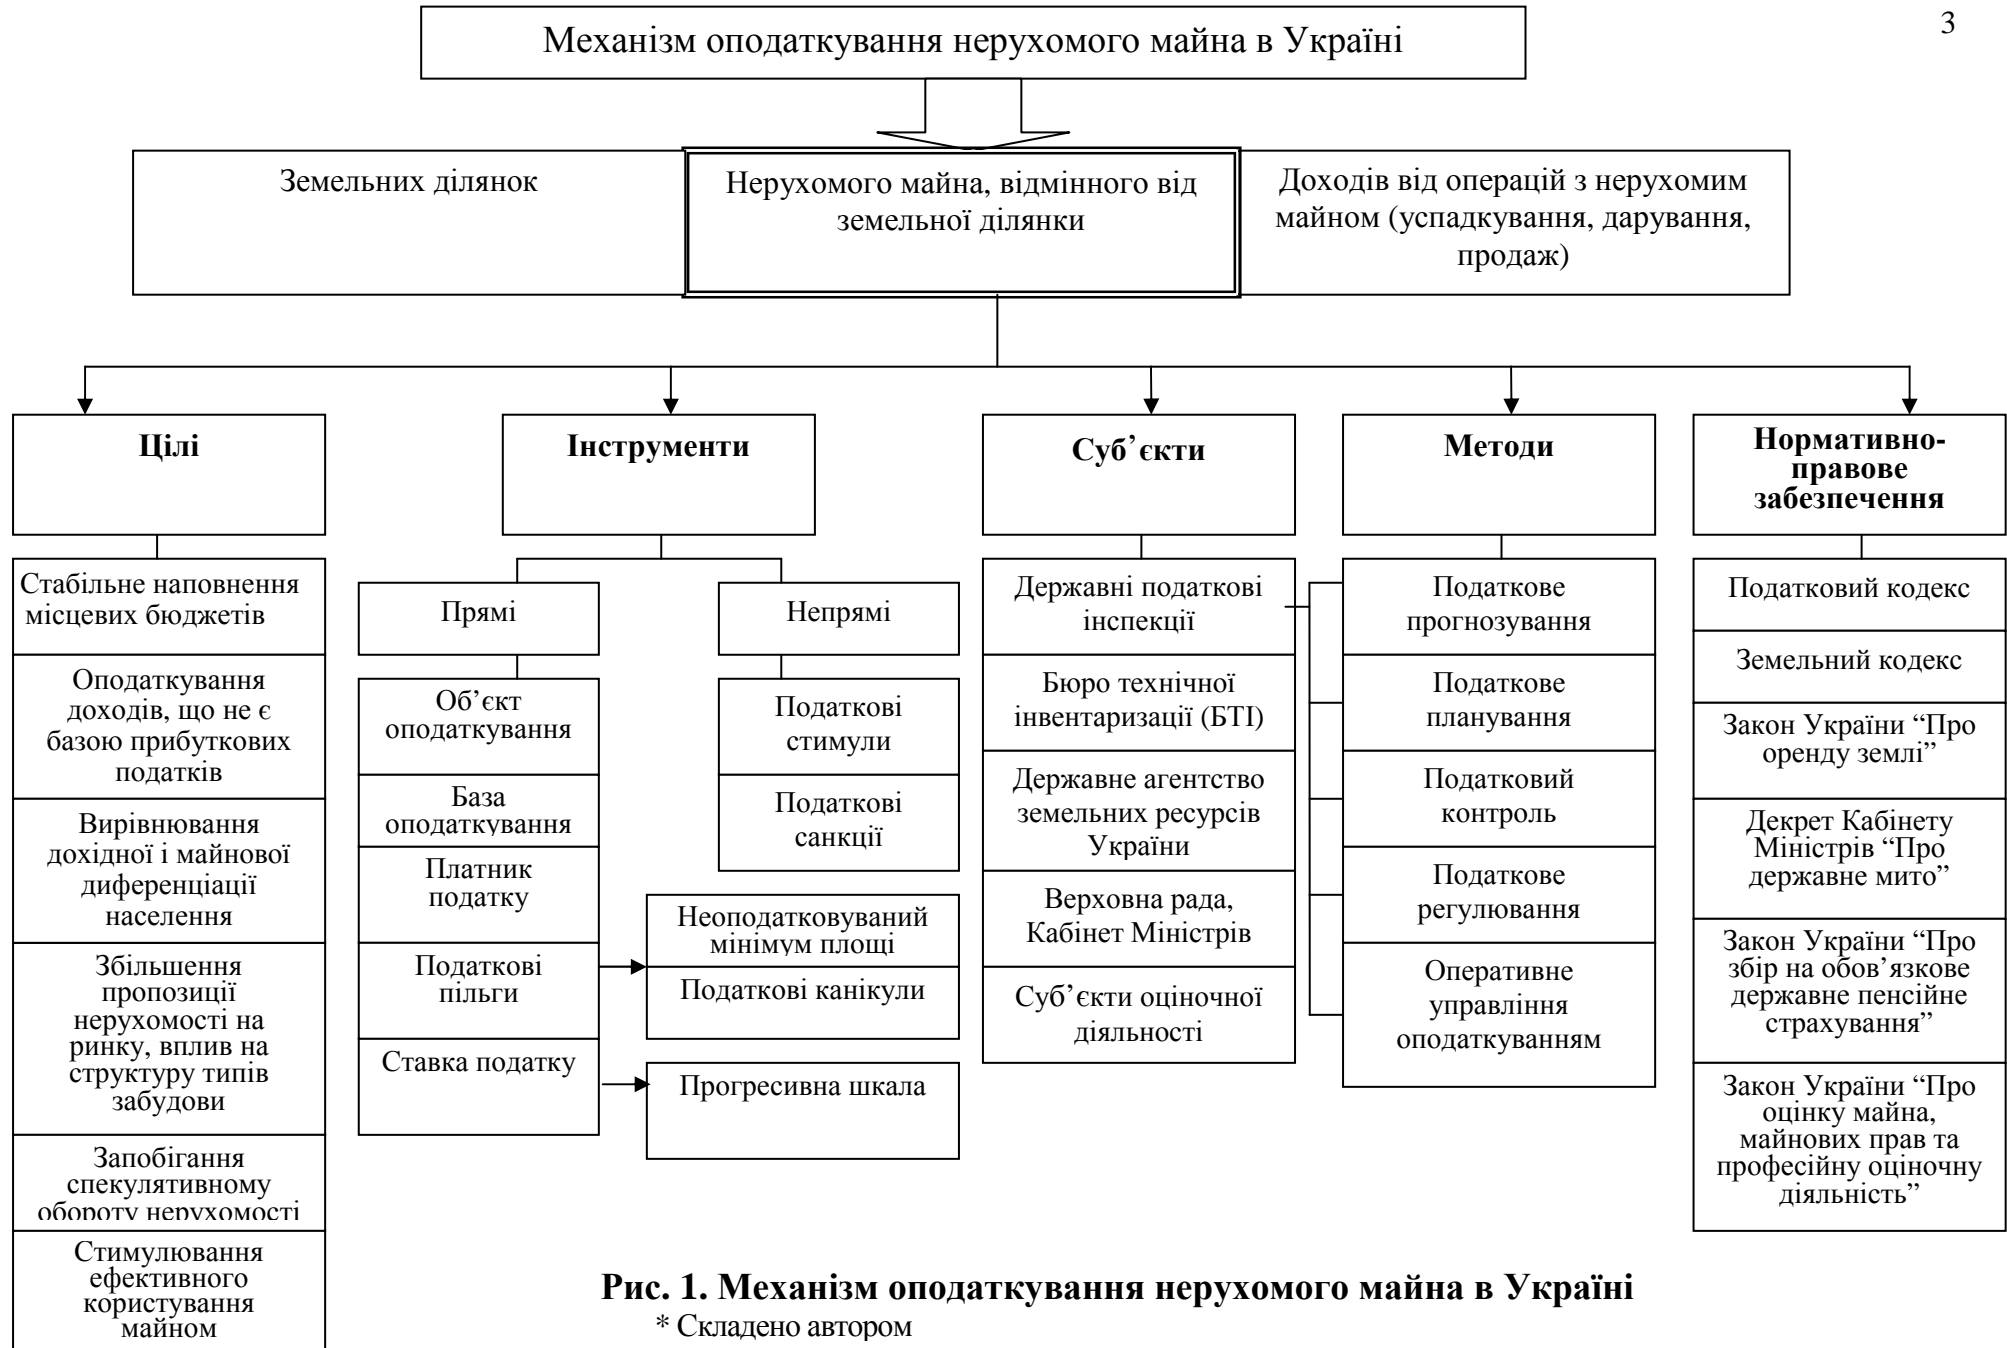 3
Механізм оподаткування нерухомого майна в Україні
Земельних ділянок
Нерухомого майна, відмінного від
земельної ділянки
Доходів від операцій з нерухомим
майном (успадкування, дарування,
продаж)
Цілі
Інструменти
Суб’єкти
Методи
Нормативно-
правове
забезпечення
Стабільне наповнення
місцевих бюджетів
Оподаткування
доходів, що не є
базою прибуткових
податків
Вирівнювання
дохідної і майнової
диференціації
населення
Збільшення
пропозиції
нерухомості на
ринку, вплив на
структуру типів
забудови
Запобігання
спекулятивному
обороту нерухомості
Стимулювання
ефективного
користування
майном
Прямі
Непрямі
Об’єкт
оподаткування
База
оподаткування
Платник
податку
Податкові
пільги
Ставка податку
Податкові
стимули
Податкові
санкції
Неоподатковуваний
мінімум площі
Податкові канікули
Прогресивна шкала
Державні податкові
інспекції
Бюро технічної
інвентаризації (БТІ)
Державне агентство
земельних ресурсів
України
Верховна рада,
Кабінет Міністрів
Суб’єкти оціночної
діяльності
Податкове
прогнозування
Податкове
планування
Податковий
контроль
Податкове
регулювання
Оперативне
управління
оподаткуванням
Податковий кодекс
Земельний кодекс
Закон України “Про
оренду землі”
Декрет Кабінету
Міністрів “Про
державне мито”
Закон України “Про
збір на обов’язкове
державне пенсійне
страхування”
Закон України “Про
оцінку майна,
майнових прав та
професійну оціночну
діяльність”
Рис. 1. Механізм оподаткування нерухомого майна в Україні
* Складено автором